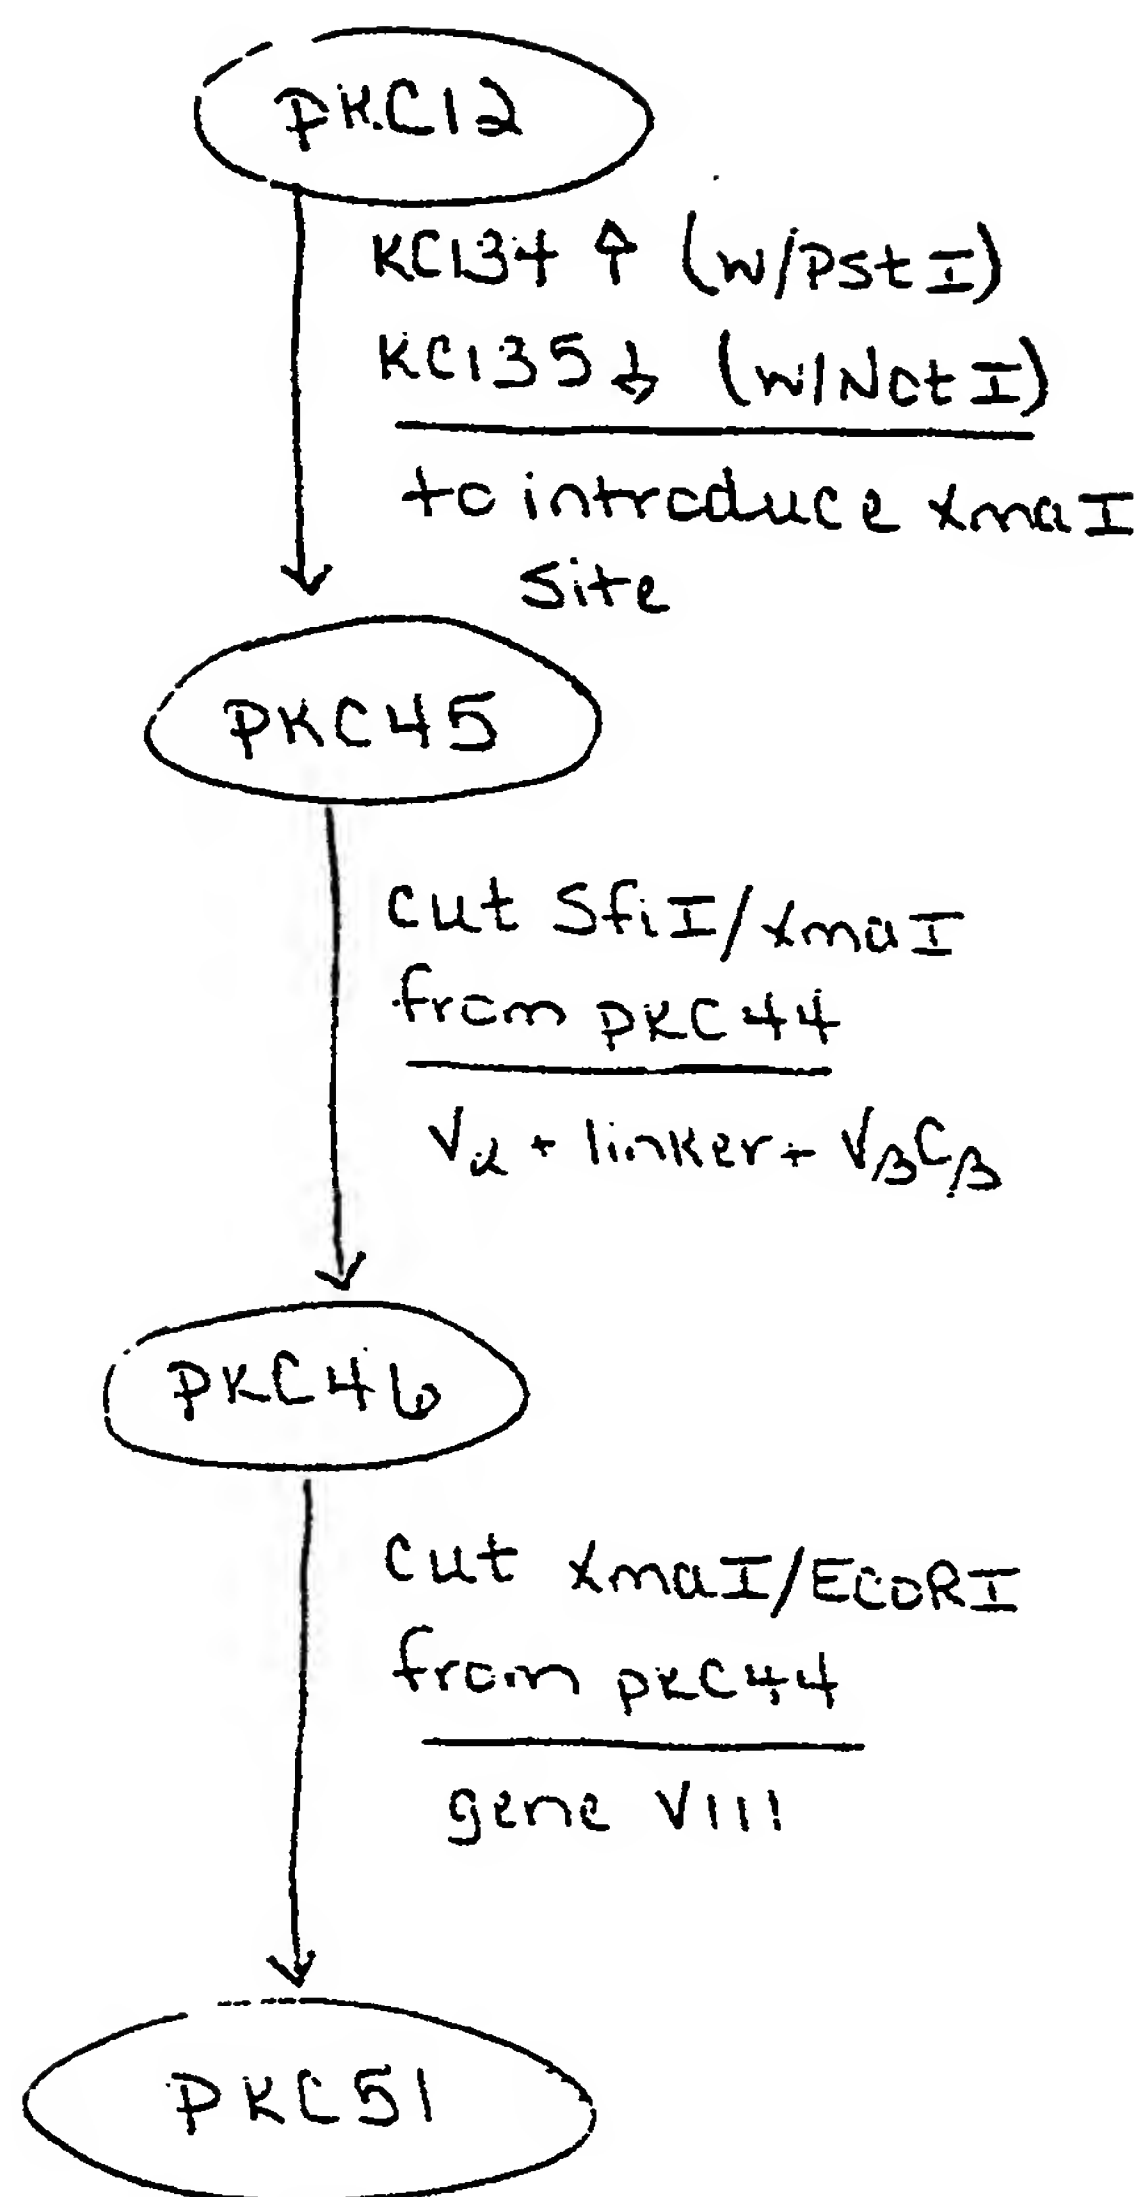 PKC12
KC134 ↑ (w/PstI)
KC135 ↓ (w/NotI)
to introduce XmaI
Site
PKC45
cut SfiI/XmaI
from pKC44
Vα + linker + VβCβ
PKC46
cut XmaI/EcoRI
from pKC44
gene VIII
PKC51